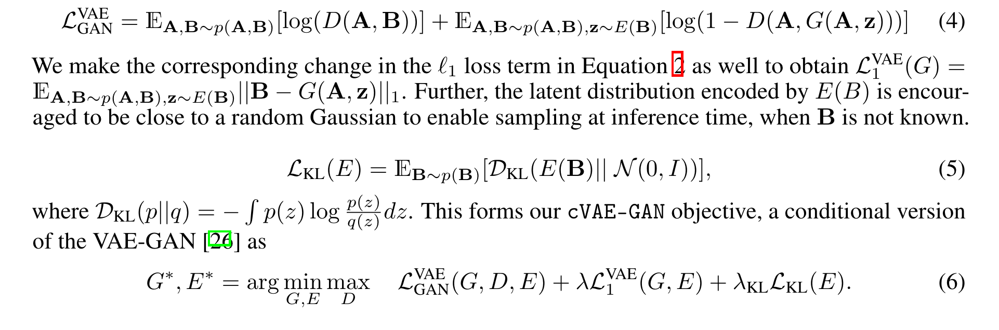 $\mathcal{L}_{\text{GAN}}^{\text{VAE}} = \mathbb{E}_{\mathbf{A},\mathbf{B}\sim p(\mathbf{A},\mathbf{B})}[\log(D(\mathbf{A},\mathbf{B}))] + \mathbb{E}_{\mathbf{A},\mathbf{B}\sim p(\mathbf{A},\mathbf{B}),\mathbf{z}\sim E(\mathbf{B})}[\log(1 - D(\mathbf{A}, G(\mathbf{A},\mathbf{z})))]$ (4)
We make the corresponding change in the $\ell_1$ loss term in Equation 2 as well to obtain $\mathcal{L}_1^{\text{VAE}}(G) =$
$\mathbb{E}_{\mathbf{A},\mathbf{B}\sim p(\mathbf{A},\mathbf{B}),\mathbf{z}\sim E(\mathbf{B})}||\mathbf{B} - G(\mathbf{A},\mathbf{z})||_1$. Further, the latent distribution encoded by $E(B)$ is encour-
aged to be close to a random Gaussian to enable sampling at inference time, when $\mathbf{B}$ is not known.
$\mathcal{L}_{\text{KL}}(E) = \mathbb{E}_{\mathbf{B}\sim p(\mathbf{B})}[\mathcal{D}_{\text{KL}}(E(\mathbf{B})||\, \mathcal{N}(0, I))],$ (5)
where $\mathcal{D}_{\text{KL}}(p||q) = -\int p(z) \log \frac{p(z)}{q(z)} dz$. This forms our cVAE-GAN objective, a conditional version
of the VAE-GAN [26] as
$G^*, E^* = \arg\min_{G,E} \max_{D} \quad \mathcal{L}_{\text{GAN}}^{\text{VAE}}(G, D, E) + \lambda\mathcal{L}_1^{\text{VAE}}(G, E) + \lambda_{\text{KL}}\mathcal{L}_{\text{KL}}(E).$ (6)